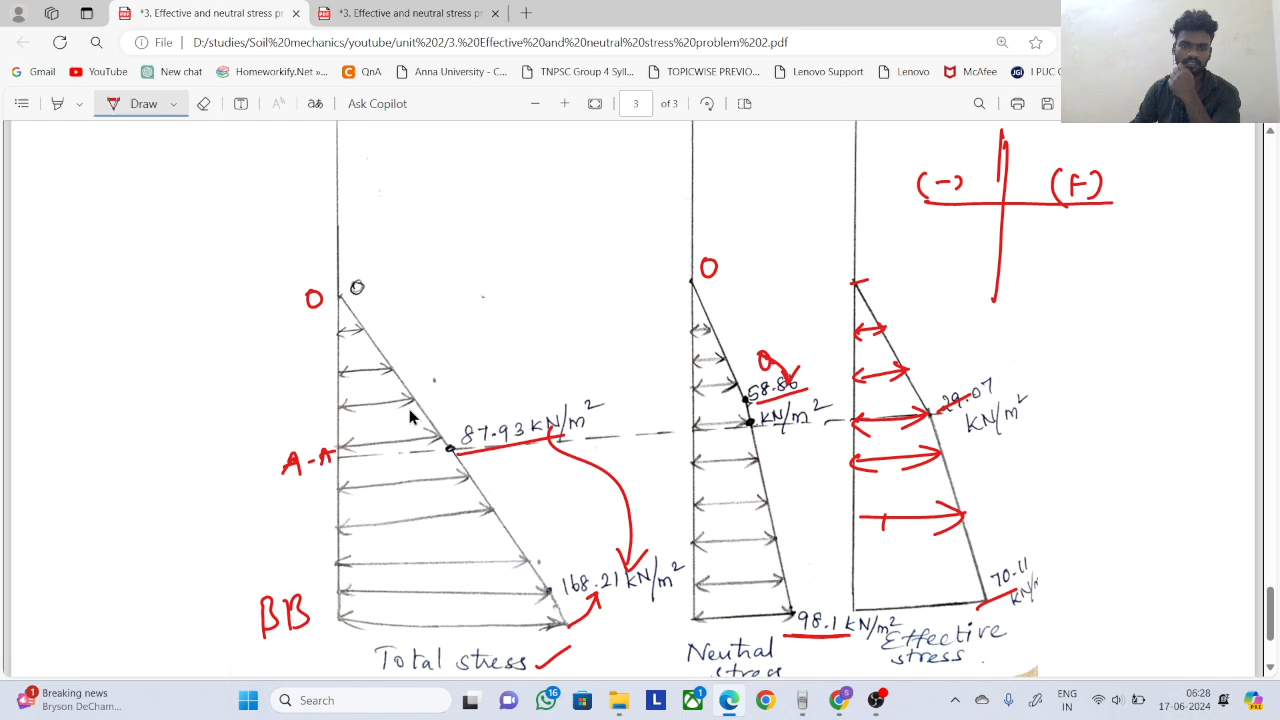 *3. Effective and neutral stress pr
*3. Effective and neutral stress pr
File
D:/studies/Soil%20mechanics/unit%202/3.%20Effective%20and%20neutral%20stress%20problem%202.pdf
Gmail
YouTube
New chat
Homeworkify.Net »...
QnA
Anna University (...
TNPSC Group 4 Syll...
TOPICWISE PREVIO...
Lenovo Support
Lenovo
McAfee
I PUC C
Draw
Ask Copilot
3 of 3
(-) (+)
O
O O
58.86
KN/m²
29.07
KN/m²
87.93 KN/m²
A-A
168.21 KN/m²
70.11
BB
98.1 KN/m²
Total stress
Neutral
Effective
stress
Breaking news
Bryden DeCham...
Search
16
1
ENG
IN
06:28
17-06-2024